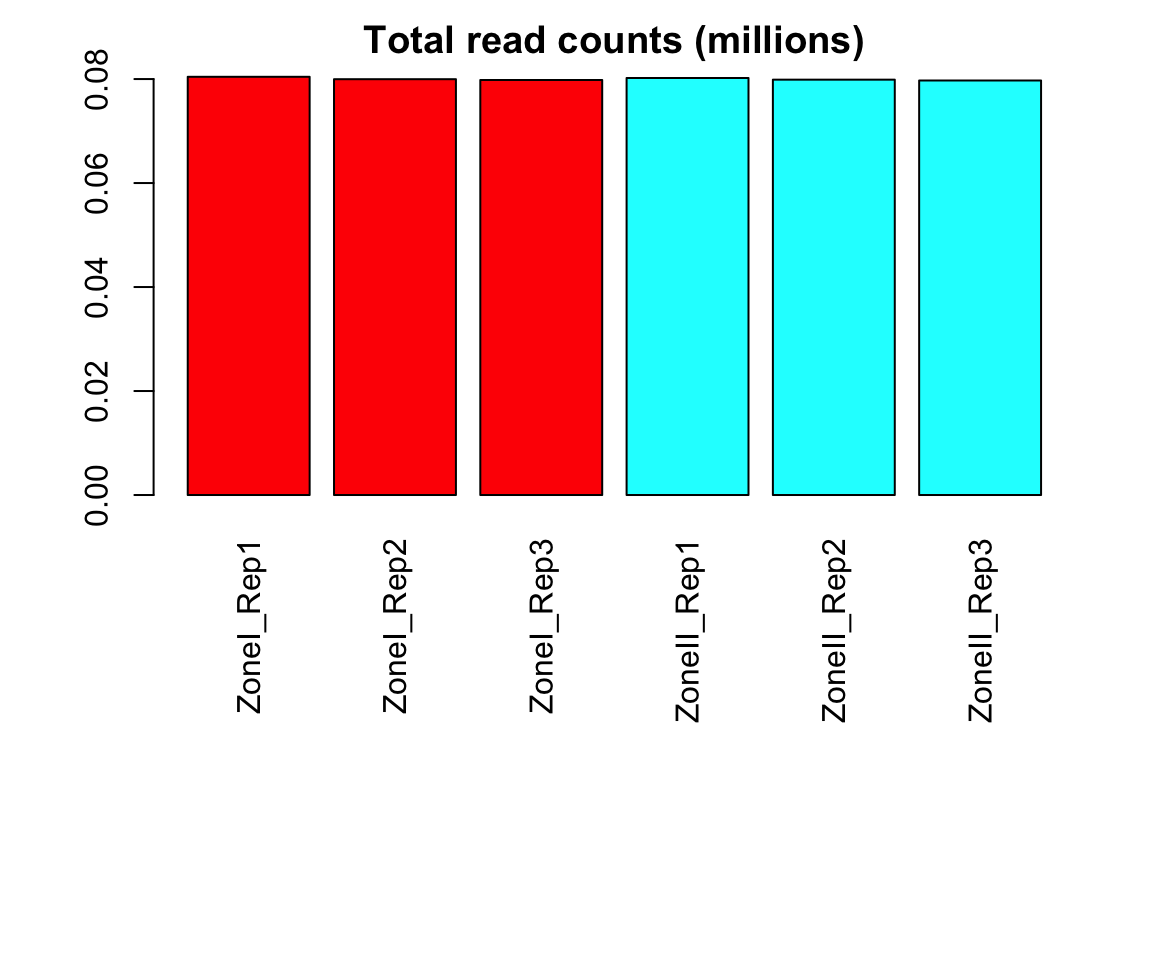 Total read counts (millions)
0.08
0.06
0.04
0.02
0.00
ZoneI_Rep1
ZoneI_Rep2
ZoneI_Rep3
ZoneII_Rep1
ZoneII_Rep2
ZoneII_Rep3